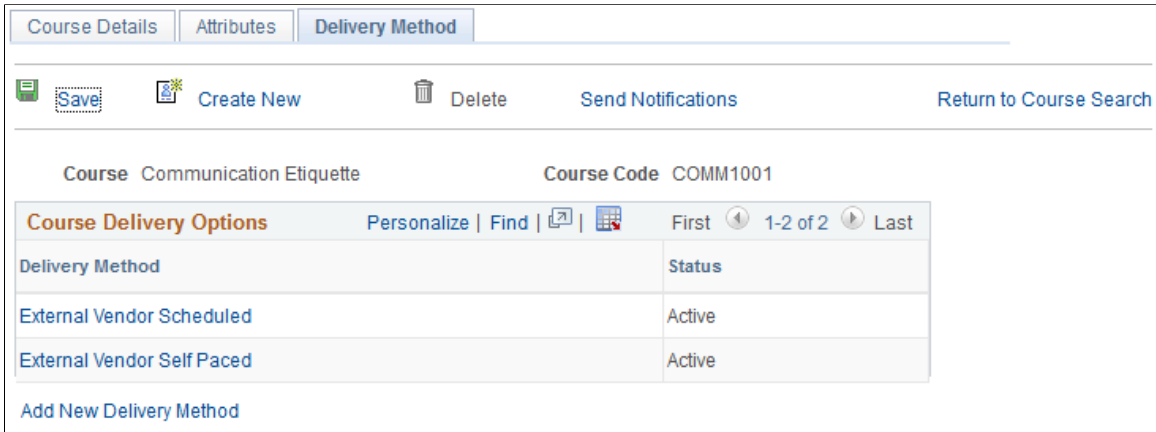 Course Details Attributes Delivery Method
Save Create New Delete Send Notifications Return to Course Search
Course Communication Etiquette Course Code COMM1001
Course Delivery Options Personalize | Find | | First 1-2 of 2 Last
Delivery Method Status
External Vendor Scheduled Active
External Vendor Self Paced Active
Add New Delivery Method